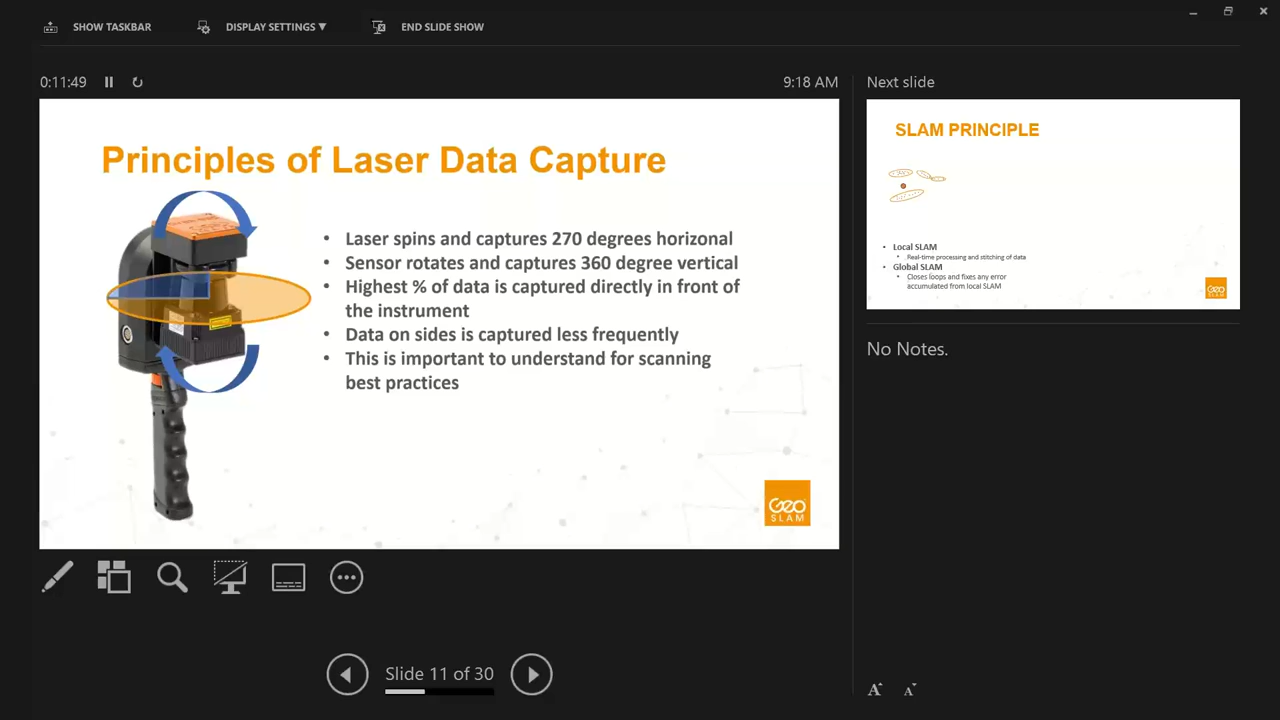 SHOW TASKBAR
DISPLAY SETTINGS ▼
END SLIDE SHOW
0:11:49
9:18 AM
Principles of Laser Data Capture
• Laser spins and captures 270 degrees horizonal
• Sensor rotates and captures 360 degree vertical
• Highest % of data is captured directly in front of
the instrument
• Data on sides is captured less frequently
• This is important to understand for scanning
best practices
GEO
SLAM
Next slide
SLAM PRINCIPLE
• Local SLAM
• Real-time processing and stitching of data
• Global SLAM
• Closes loops and fixes any error
accumulated from local SLAM
GEO
SLAM
No Notes.
Slide 11 of 30
A A